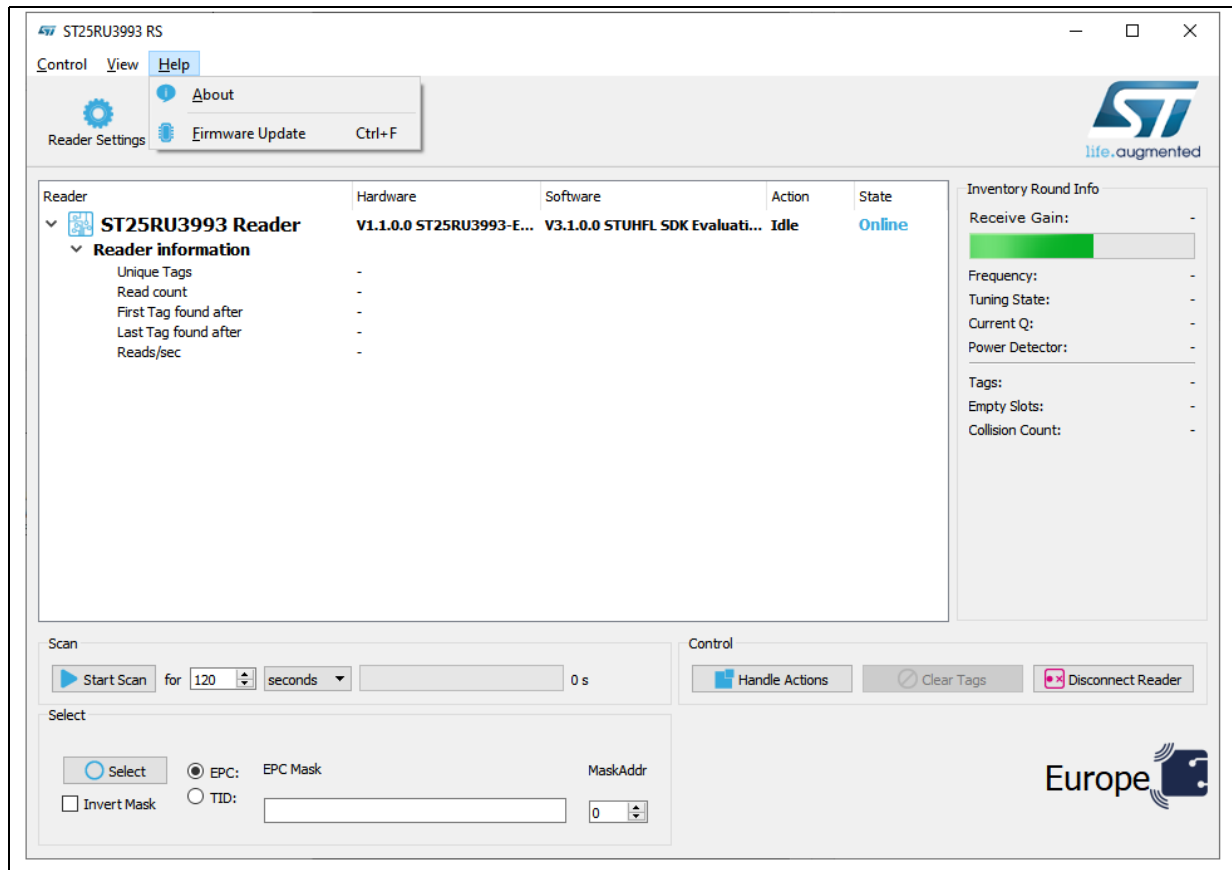 ST25RU3993 RS
Control View Help
About
Firmware Update Ctrl+F
Reader Settings
ST
life.augmented
Reader Hardware Software Action State
ST25RU3993 Reader V1.1.0.0 ST25RU3993-E... V3.1.0.0 STUHFL SDK Evaluati... Idle Online
Reader information
Unique Tags -
Read count -
First Tag found after -
Last Tag found after -
Reads/sec -
Inventory Round Info
Receive Gain: -
Frequency: -
Tuning State: -
Current Q: -
Power Detector: -
Tags: -
Empty Slots: -
Collision Count: -
Scan
Start Scan for 120 seconds 0 s
Control
Handle Actions Clear Tags Disconnect Reader
Select
Select EPC: EPC Mask MaskAddr
Invert Mask TID: 0
Europe